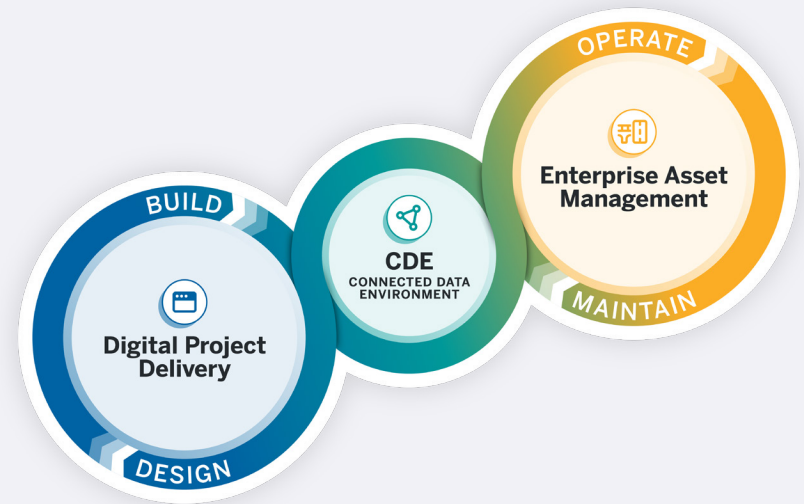 OPERATE
Enterprise Asset
Management
MAINTAIN
CDE
CONNECTED DATA
ENVIRONMENT
BUILD
Digital Project
Delivery
DESIGN